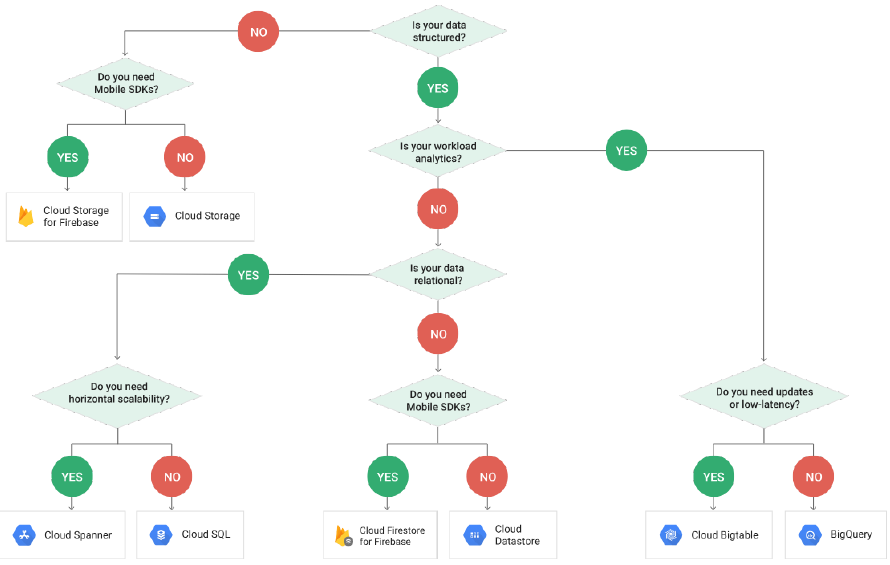 Is your data
structured?
NO
Do you need
Mobile SDKs?
YES
YES
NO
Cloud Storage
for Firebase
Cloud Storage
Is your workload
analytics?
YES
NO
Is your data
relational?
YES
NO
Do you need
horizontal scalability?
Do you need
Mobile SDKs?
Do you need updates
or low-latency?
YES
NO
YES
NO
YES
NO
Cloud Spanner
Cloud SQL
Cloud Firestore
for Firebase
Cloud
Datastore
Cloud Bigtable
BigQuery